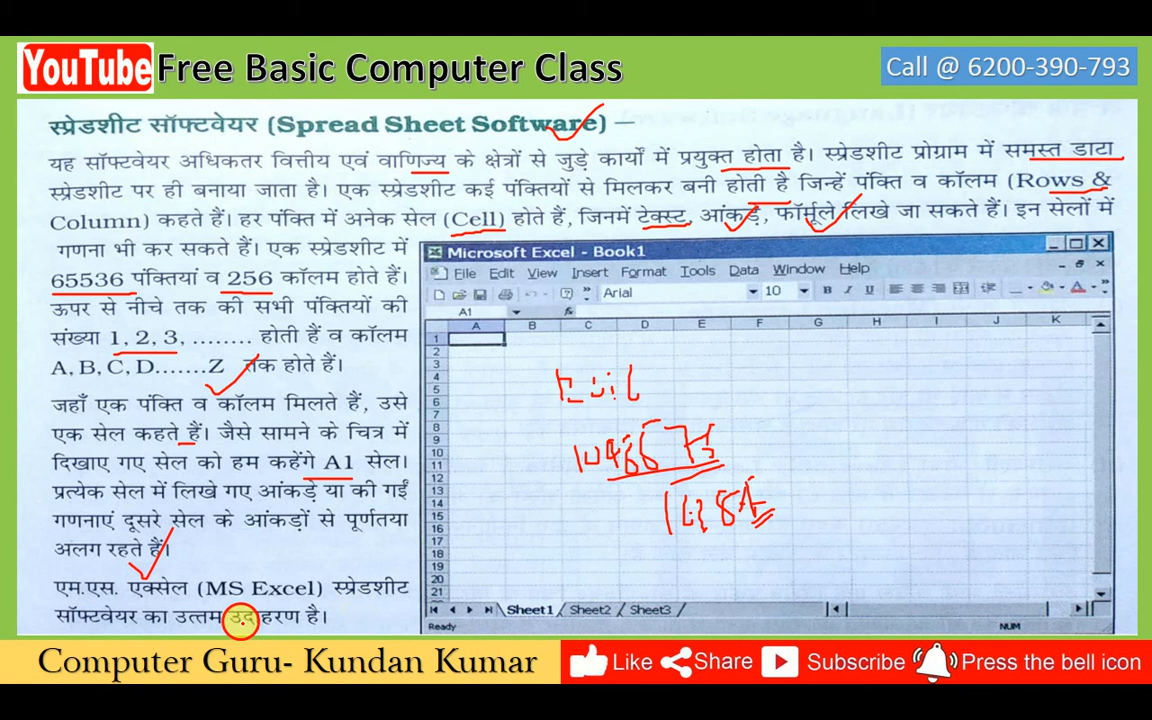 YouTube Free Basic Computer Class
Call @ 6200-390-793
स्प्रेडशीट सॉफ्टवेयर (Spread Sheet Software) –
यह सॉफ्टवेयर अधिकतर वित्तीय एवं वाणिज्य के क्षेत्रों से जुड़े कार्यों में प्रयुक्त होता है। स्प्रेडशीट प्रोग्राम में समस्त डाटा
स्प्रेडशीट पर ही बनाया जाता है। एक स्प्रेडशीट कई पंक्तियों से मिलकर बनी होती है जिन्हें पंक्ति व कॉलम (Rows &
Column) कहते हैं। हर पंक्ति में अनेक सेल (Cell) होते हैं, जिनमें टेक्स्ट, आंकड़े, फॉर्मूले लिखे जा सकते हैं। इन सेलों में
गणना भी कर सकते हैं। एक स्प्रेडशीट में
65536 पंक्तियां व 256 कॉलम होते हैं।
ऊपर से नीचे तक की सभी पंक्तियों की
संख्या 1, 2, 3, ........ होती हैं व कॉलम
A, B, C, D.......Z तक होते हैं।
जहाँ एक पंक्ति व कॉलम मिलते हैं, उसे
एक सेल कहते हैं। जैसे सामने के चित्र में
दिखाए गए सेल को हम कहेंगे A1 सेल।
प्रत्येक सेल में लिखे गए आंकड़े या की गईं
गणनाएं दूसरे सेल के आंकड़ों से पूर्णतया
अलग रहते हैं।
एम.एस. एक्सेल (MS Excel) स्प्रेडशीट
सॉफ्टवेयर का उत्तम उदाहरण है।
Microsoft Excel - Book1
File Edit View Insert Format Tools Data Window Help
Arial 10 B I U
A1 fx
A B C D E F G H I J K
1
2
3
4
5
6
7
8
9
10
11
12
13
14
15
16
17
18
19
20
21
Sheet1 Sheet2 Sheet3
Ready NUM
Computer Guru- Kundan Kumar Like Share Subscribe Press the bell icon